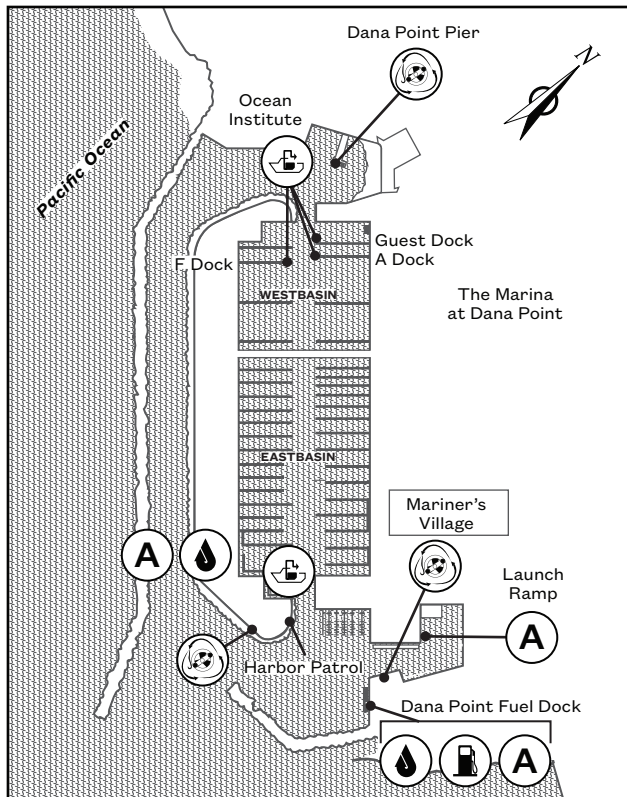 Dana Point Pier
N
Ocean
Institute
Pacific Ocean
Guest Dock
A Dock
F Dock
WESTBASIN
The Marina
at Dana Point
EASTBASIN
Mariner's
Village
Launch
Ramp
A
A
Harbor Patrol
Dana Point Fuel Dock
A